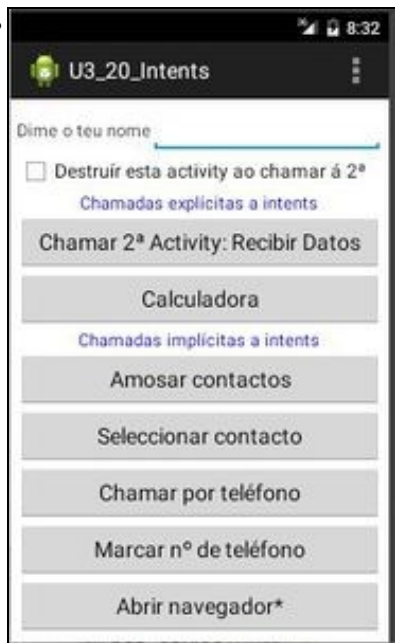 8:32
U3_20_Intents
Dime o teu nome
Destruír esta activity ao chamar á 2ª
Chamadas explícitas a intents
Chamar 2ª Activity: Recibir Datos
Calculadora
Chamadas implícitas a intents
Amosar contactos
Seleccionar contacto
Chamar por teléfono
Marcar nº de teléfono
Abrir navegador*